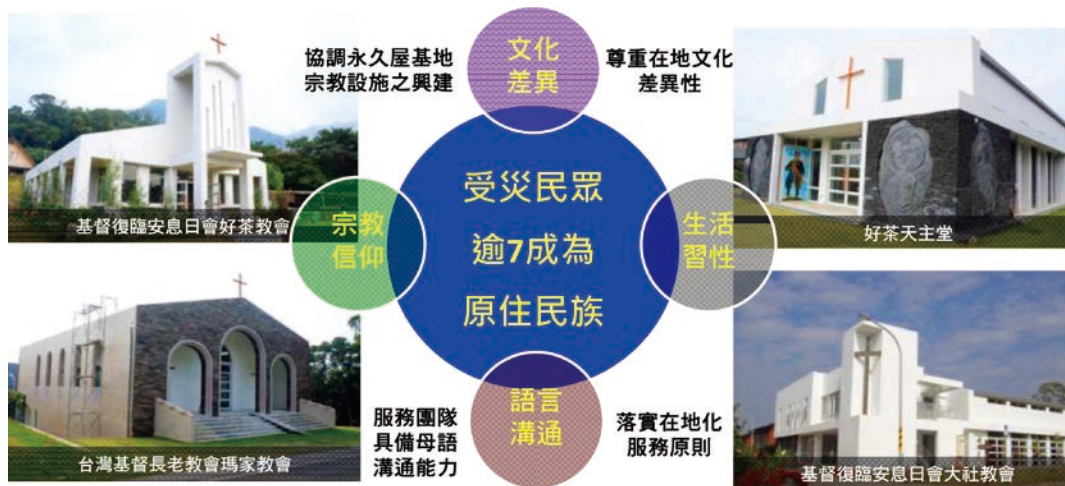 協調永久屋基地
宗教設施之興建
文化
差異
尊重在地文化
差異性
基督復臨安息日會好茶教會
宗教
信仰
受災民眾
逾7成為
原住民族
生活
習性
好茶天主堂
台灣基督長老教會瑪家教會
服務團隊
具備母語
溝通能力
語言
溝通
落實在地化
服務原則
基督復臨安息日會大社教會